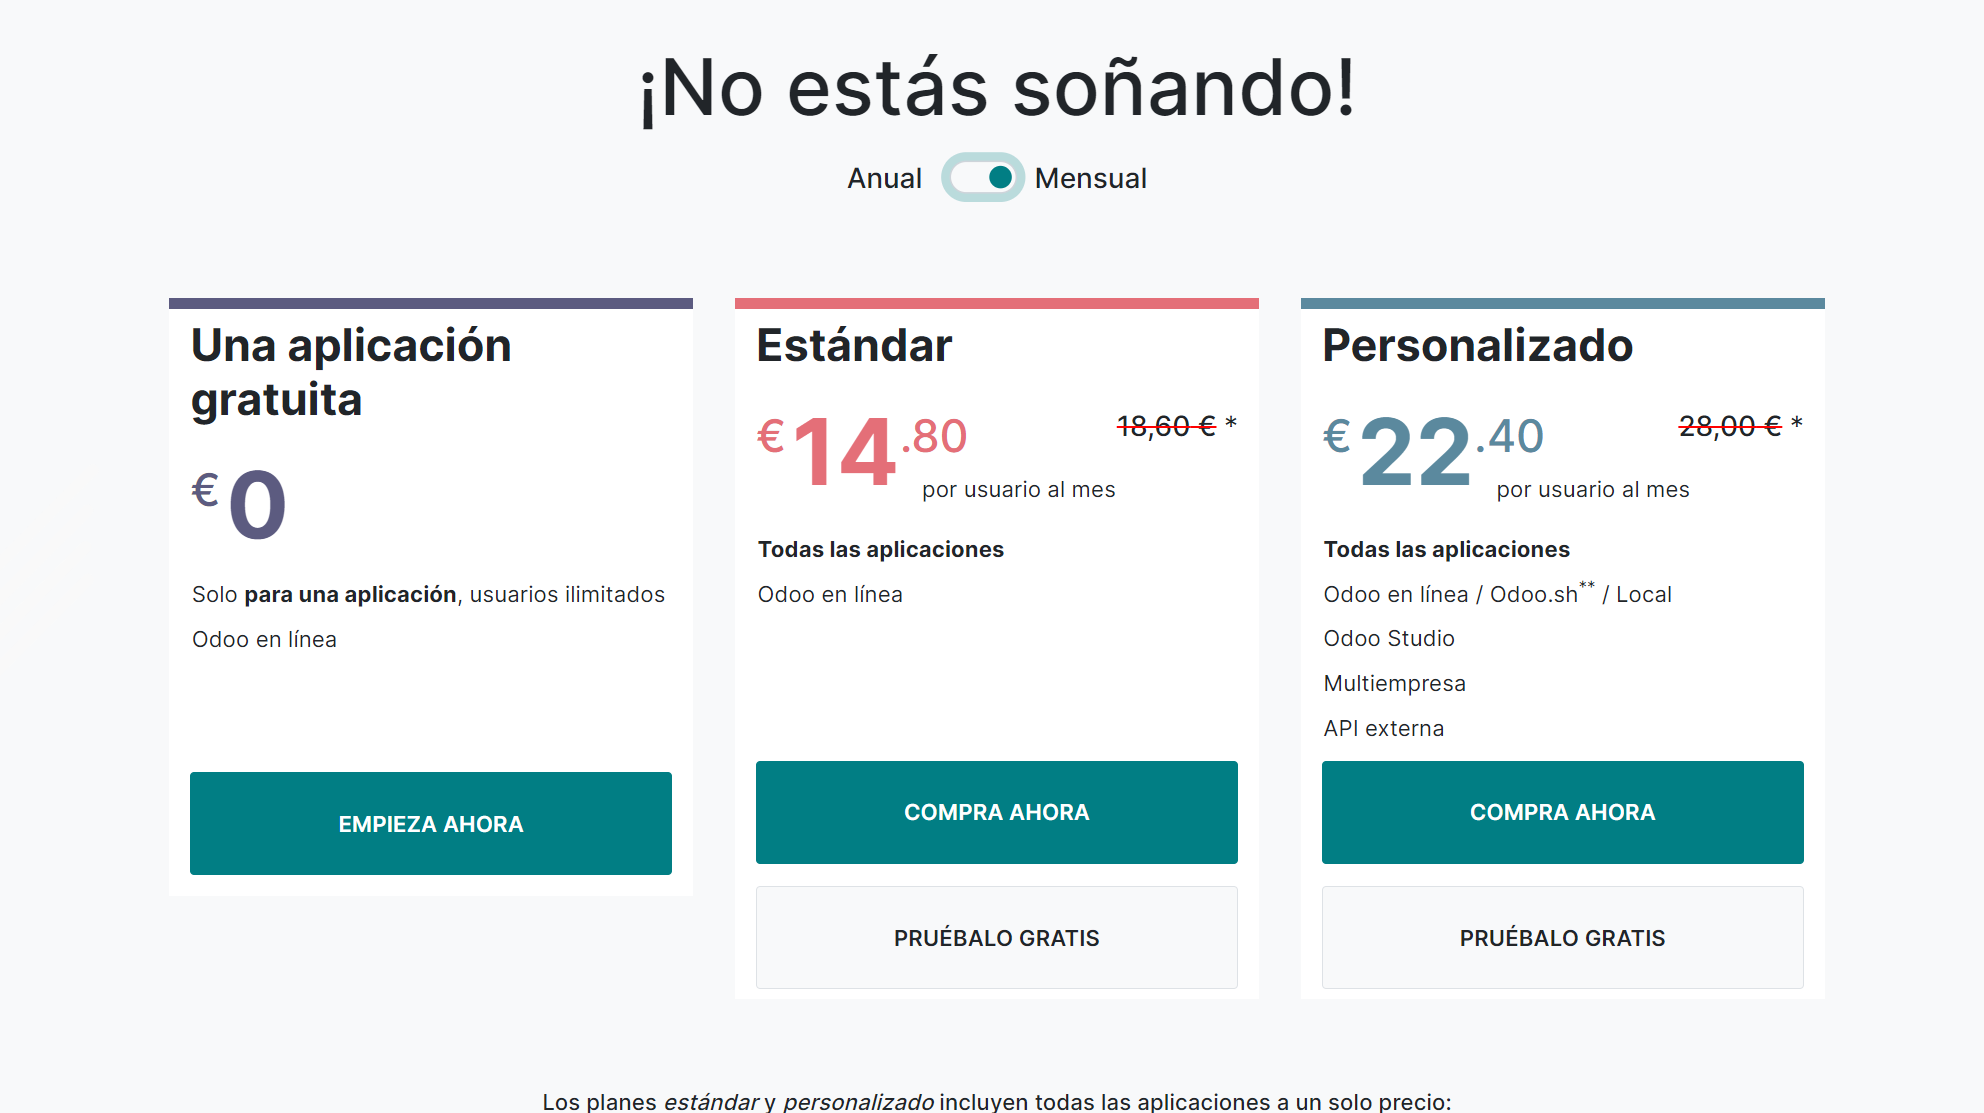 ¡No estás soñando!
Anual Mensual
Una aplicación
gratuita
€ 0
Solo para una aplicación, usuarios ilimitados
Odoo en línea
EMPIEZA AHORA
Estándar
€ 14.80 18,60 € *
por usuario al mes
Todas las aplicaciones
Odoo en línea
COMPRA AHORA
PRUÉBALO GRATIS
Personalizado
€ 22.40 28,00 € *
por usuario al mes
Todas las aplicaciones
Odoo en línea / Odoo.sh** / Local
Odoo Studio
Multiempresa
API externa
COMPRA AHORA
PRUÉBALO GRATIS
Los planes estándar y personalizado incluyen todas las aplicaciones a un solo precio: